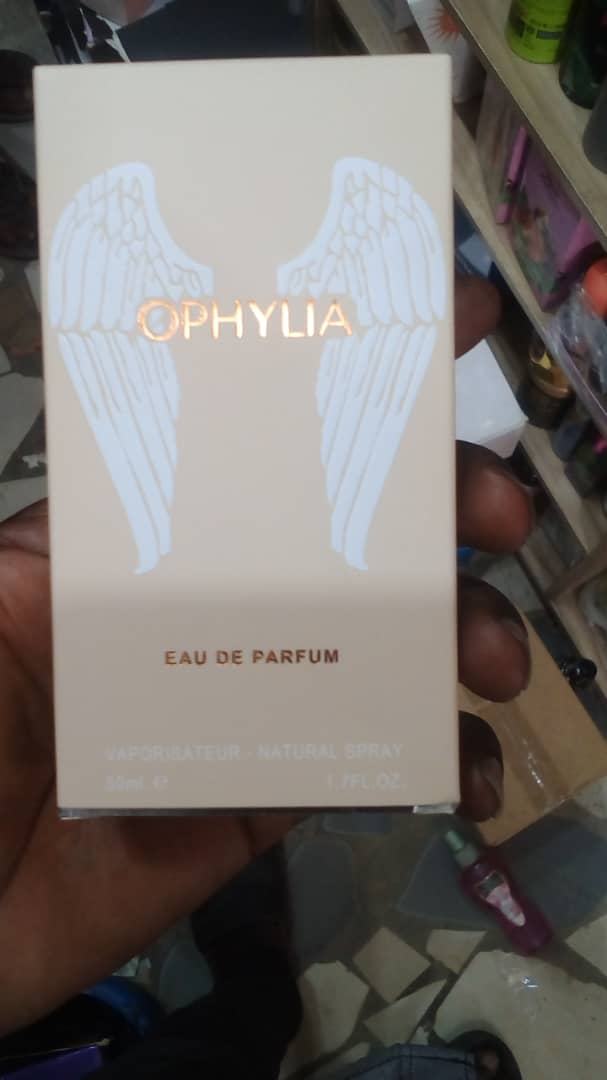 OPHYLIA
EAU DE PARFUM
VAPORISATEUR - NATURAL SPRAY
50ml ℮ 1.7FL.OZ.